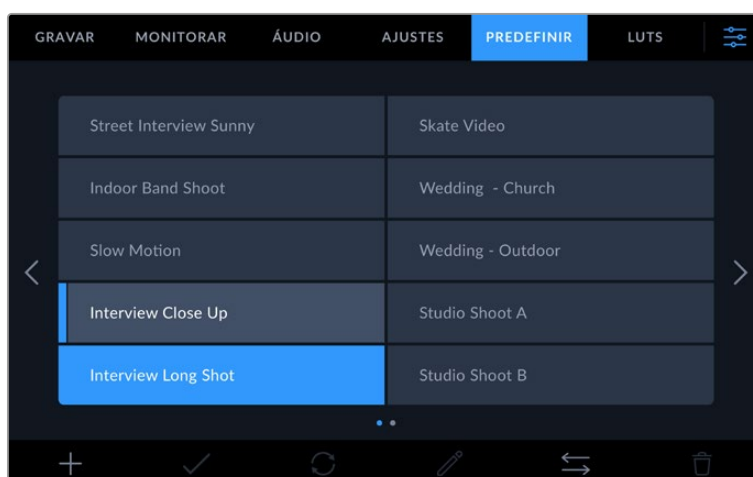 GRAVAR MONITORAR ÁUDIO AJUSTES PREDEFINIR LUTS
Street Interview Sunny
Skate Video
Indoor Band Shoot
Wedding - Church
Slow Motion
Wedding - Outdoor
Interview Close Up
Studio Shoot A
Interview Long Shot
Studio Shoot B